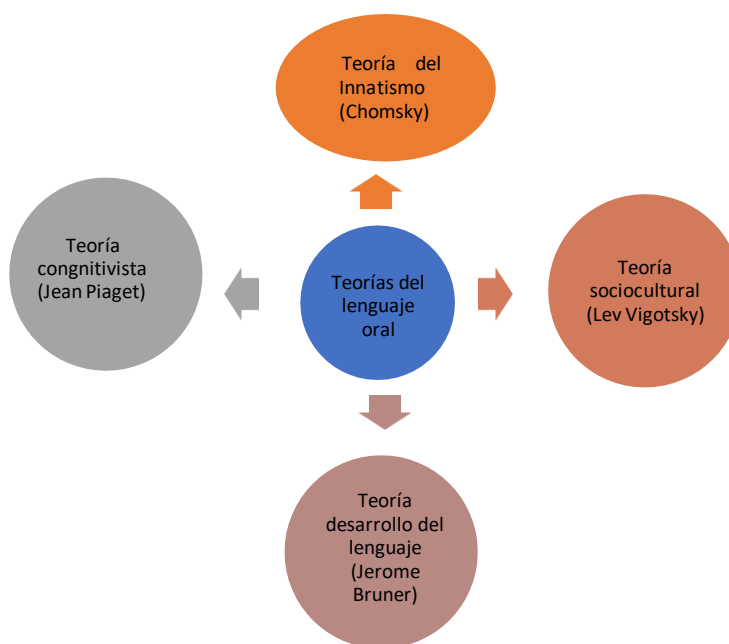 Teoría del
Innatismo
(Chomsky)
Teoría
congnitivista
(Jean Piaget)
Teorías del
lenguaje
oral
Teoría
sociocultural
(Lev Vigotsky)
Teoría
desarrollo del
lenguaje
(Jerome
Bruner)